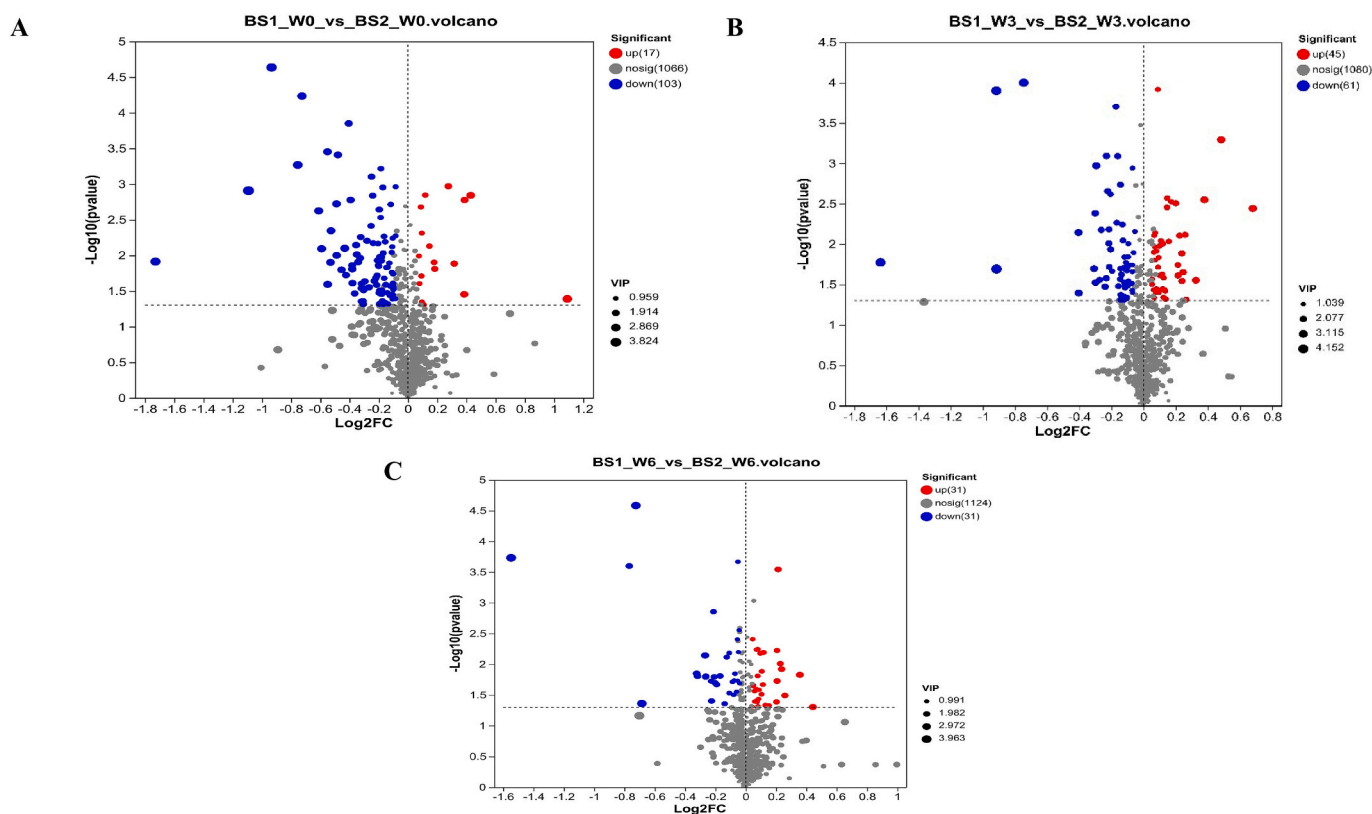 A
BS1_W0_vs_BS2_W0.volcano
Significant
up(17)
nosig(1066)
down(103)
-Log10(pvalue)
5
4.5
4
3.5
3
2.5
2
1.5
1
0.5
0
VIP
0.959
1.914
2.869
3.824
-1.8 -1.6 -1.4 -1.2 -1 -0.8 -0.6 -0.4 -0.2 0 0.2 0.4 0.6 0.8 1 1.2
Log2FC
B
BS1_W3_vs_BS2_W3.volcano
Significant
up(45)
nosig(1080)
down(61)
-Log10(pvalue)
4.5
4
3.5
3
2.5
2
1.5
1
0.5
0
VIP
1.039
2.077
3.115
4.152
-1.8 -1.6 -1.4 -1.2 -1 -0.8 -0.6 -0.4 -0.2 0 0.2 0.4 0.6 0.8
Log2FC
C
BS1_W6_vs_BS2_W6.volcano
Significant
up(31)
nosig(1124)
down(31)
-Log10(pvalue)
5
4.5
4
3.5
3
2.5
2
1.5
1
0.5
0
VIP
0.991
1.982
2.972
3.963
-1.6 -1.4 -1.2 -1 -0.8 -0.6 -0.4 -0.2 0 0.2 0.4 0.6 0.8 1
Log2FC